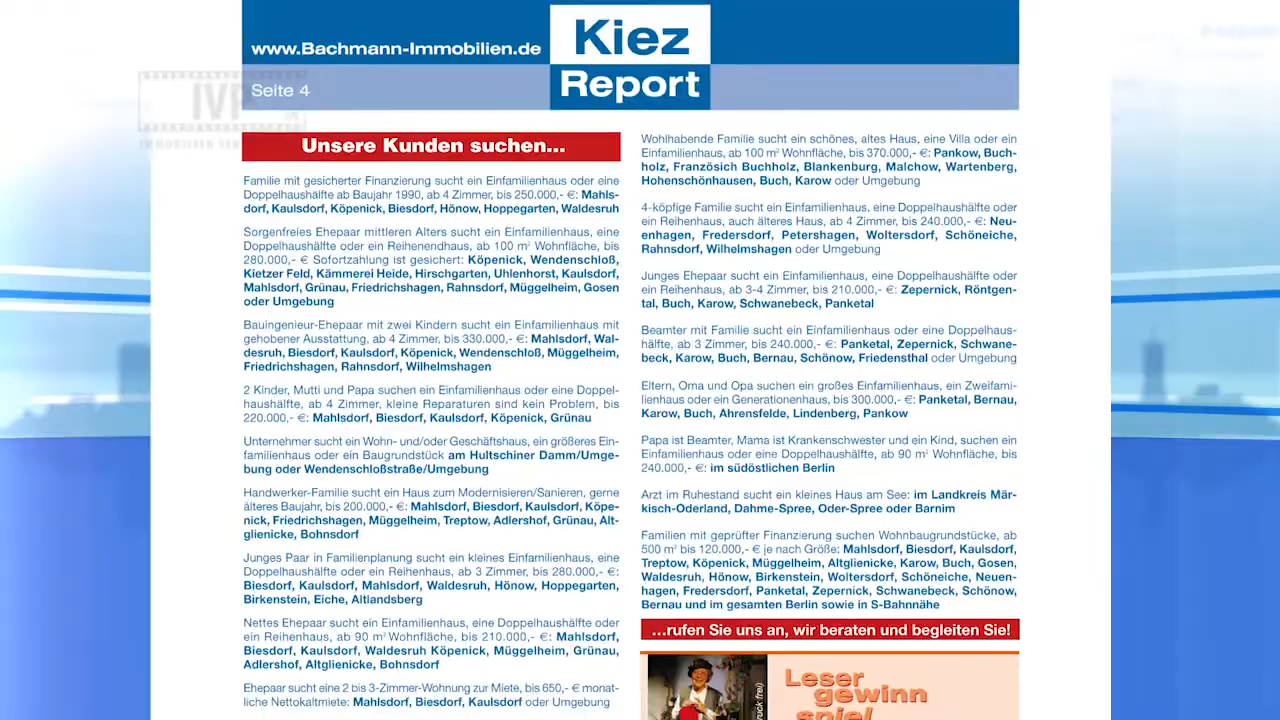 www.Bachmann-Immobilien.de
Kiez
Report
Seite 4
IVP
Unsere Kunden suchen...
Familie mit gesicherter Finanzierung sucht ein Einfamilienhaus oder eine
Doppelhaushälfte ab Baujahr 1990, ab 4 Zimmer, bis 250.000,- €: Mahls-
dorf, Kaulsdorf, Köpenick, Biesdorf, Hönow, Hoppegarten, Waldesruh
Sorgenfreies Ehepaar mittleren Alters sucht ein Einfamilienhaus, eine
Doppelhaushälfte oder ein Reihenendhaus, ab 100 m² Wohnfläche, bis
280.000,- € Sofortzahlung ist gesichert: Köpenick, Wendenschloß,
Kietzer Feld, Kämmerei Heide, Hirschgarten, Uhlenhorst, Kaulsdorf,
Mahlsdorf, Grünau, Friedrichshagen, Rahnsdorf, Müggelheim, Gosen
oder Umgebung
Bauingenieur-Ehepaar mit zwei Kindern sucht ein Einfamilienhaus mit
gehobener Ausstattung, ab 4 Zimmer, bis 330.000,- €: Mahlsdorf, Wal-
desruh, Biesdorf, Kaulsdorf, Köpenick, Wendenschloß, Müggelheim,
Friedrichshagen, Rahnsdorf, Wilhelmshagen
2 Kinder, Mutti und Papa suchen ein Einfamilienhaus oder eine Doppel-
haushälfte, ab 4 Zimmer, kleine Reparaturen sind kein Problem, bis
220.000,- €: Mahlsdorf, Biesdorf, Kaulsdorf, Köpenick, Grünau
Unternehmer sucht ein Wohn- und/oder Geschäftshaus, ein größeres Ein-
familienhaus oder ein Baugrundstück am Hultschiner Damm/Umge-
bung oder Wendenschloßstraße/Umgebung
Handwerker-Familie sucht ein Haus zum Modernisieren/Sanieren, gerne
älteres Baujahr, bis 200.000,- €: Mahlsdorf, Biesdorf, Kaulsdorf, Köpe-
nick, Friedrichshagen, Müggelheim, Treptow, Adlershof, Grünau, Alt-
glienicke, Bohnsdorf
Junges Paar in Familienplanung sucht ein kleines Einfamilienhaus, eine
Doppelhaushälfte oder ein Reihenhaus, ab 3 Zimmer, bis 280.000,- €:
Biesdorf, Kaulsdorf, Mahlsdorf, Waldesruh, Hönow, Hoppegarten,
Birkenstein, Eiche, Altlandsberg
Nettes Ehepaar sucht ein Einfamilienhaus, eine Doppelhaushälfte oder
ein Reihenhaus, ab 90 m² Wohnfläche, bis 210.000,- €: Mahlsdorf,
Biesdorf, Kaulsdorf, Waldesruh Köpenick, Müggelheim, Grünau,
Adlershof, Altglienicke, Bohnsdorf
Ehepaar sucht eine 2 bis 3-Zimmer-Wohnung zur Miete, bis 650,- € monat-
liche Nettokaltmiete: Mahlsdorf, Biesdorf, Kaulsdorf oder Umgebung
Wohlhabende Familie sucht ein schönes, altes Haus, eine Villa oder ein
Einfamilienhaus, ab 100 m² Wohnfläche, bis 370.000,- €: Pankow, Buch-
holz, Französich Buchholz, Blankenburg, Malchow, Wartenberg,
Hohenschönhausen, Buch, Karow oder Umgebung
4-köpfige Familie sucht ein Einfamilienhaus, eine Doppelhaushälfte oder
ein Reihenhaus, auch älteres Haus, ab 4 Zimmer, bis 240.000,- €: Neu-
enhagen, Fredersdorf, Petershagen, Woltersdorf, Schöneiche,
Rahnsdorf, Wilhelmshagen oder Umgebung
Junges Ehepaar sucht ein Einfamilienhaus, eine Doppelhaushälfte oder
ein Reihenhaus, ab 3-4 Zimmer, bis 210.000,- €: Zepernick, Röntgen-
tal, Buch, Karow, Schwanebeck, Panketal
Beamter mit Familie sucht ein Einfamilienhaus oder eine Doppelhaus-
hälfte, ab 3 Zimmer, bis 240.000,- €: Panketal, Zepernick, Schwane-
beck, Karow, Buch, Bernau, Schönow, Friedensthal oder Umgebung
Eltern, Oma und Opa suchen ein großes Einfamilienhaus, ein Zweifami-
lienhaus oder ein Generationenhaus, bis 300.000,- €: Panketal, Bernau,
Karow, Buch, Ahrensfelde, Lindenberg, Pankow
Papa ist Beamter, Mama ist Krankenschwester und ein Kind, suchen ein
Einfamilienhaus oder eine Doppelhaushälfte, ab 90 m² Wohnfläche, bis
240.000,- €: im südöstlichen Berlin
Arzt im Ruhestand sucht ein kleines Haus am See: im Landkreis Mär-
kisch-Oderland, Dahme-Spree, Oder-Spree oder Barnim
Familien mit geprüfter Finanzierung suchen Wohnbaugrundstücke, ab
500 m² bis 120.000,- € je nach Größe: Mahlsdorf, Biesdorf, Kaulsdorf,
Treptow, Köpenick, Müggelheim, Altglienicke, Karow, Buch, Gosen,
Waldesruh, Hönow, Birkenstein, Woltersdorf, Schöneiche, Neuen-
hagen, Fredersdorf, Panketal, Zepernick, Schwanebeck, Schönow,
Bernau und im gesamten Berlin sowie in S-Bahnnähe
...rufen Sie uns an, wir beraten und begleiten Sie!
Leser
gewinn
spiel